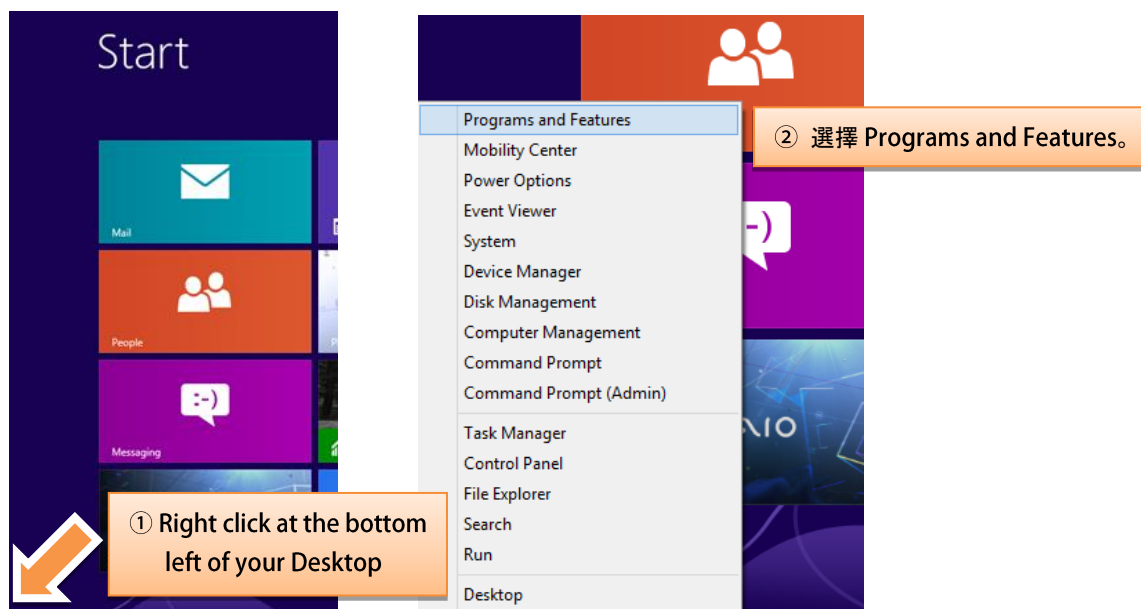 Start
Mail
People
Messaging
① Right click at the bottom
left of your Desktop
Programs and Features
Mobility Center
Power Options
Event Viewer
System
Device Manager
Disk Management
Computer Management
Command Prompt
Command Prompt (Admin)
Task Manager
Control Panel
File Explorer
Search
Run
Desktop
② 選擇 Programs and Features。
:-)
-)